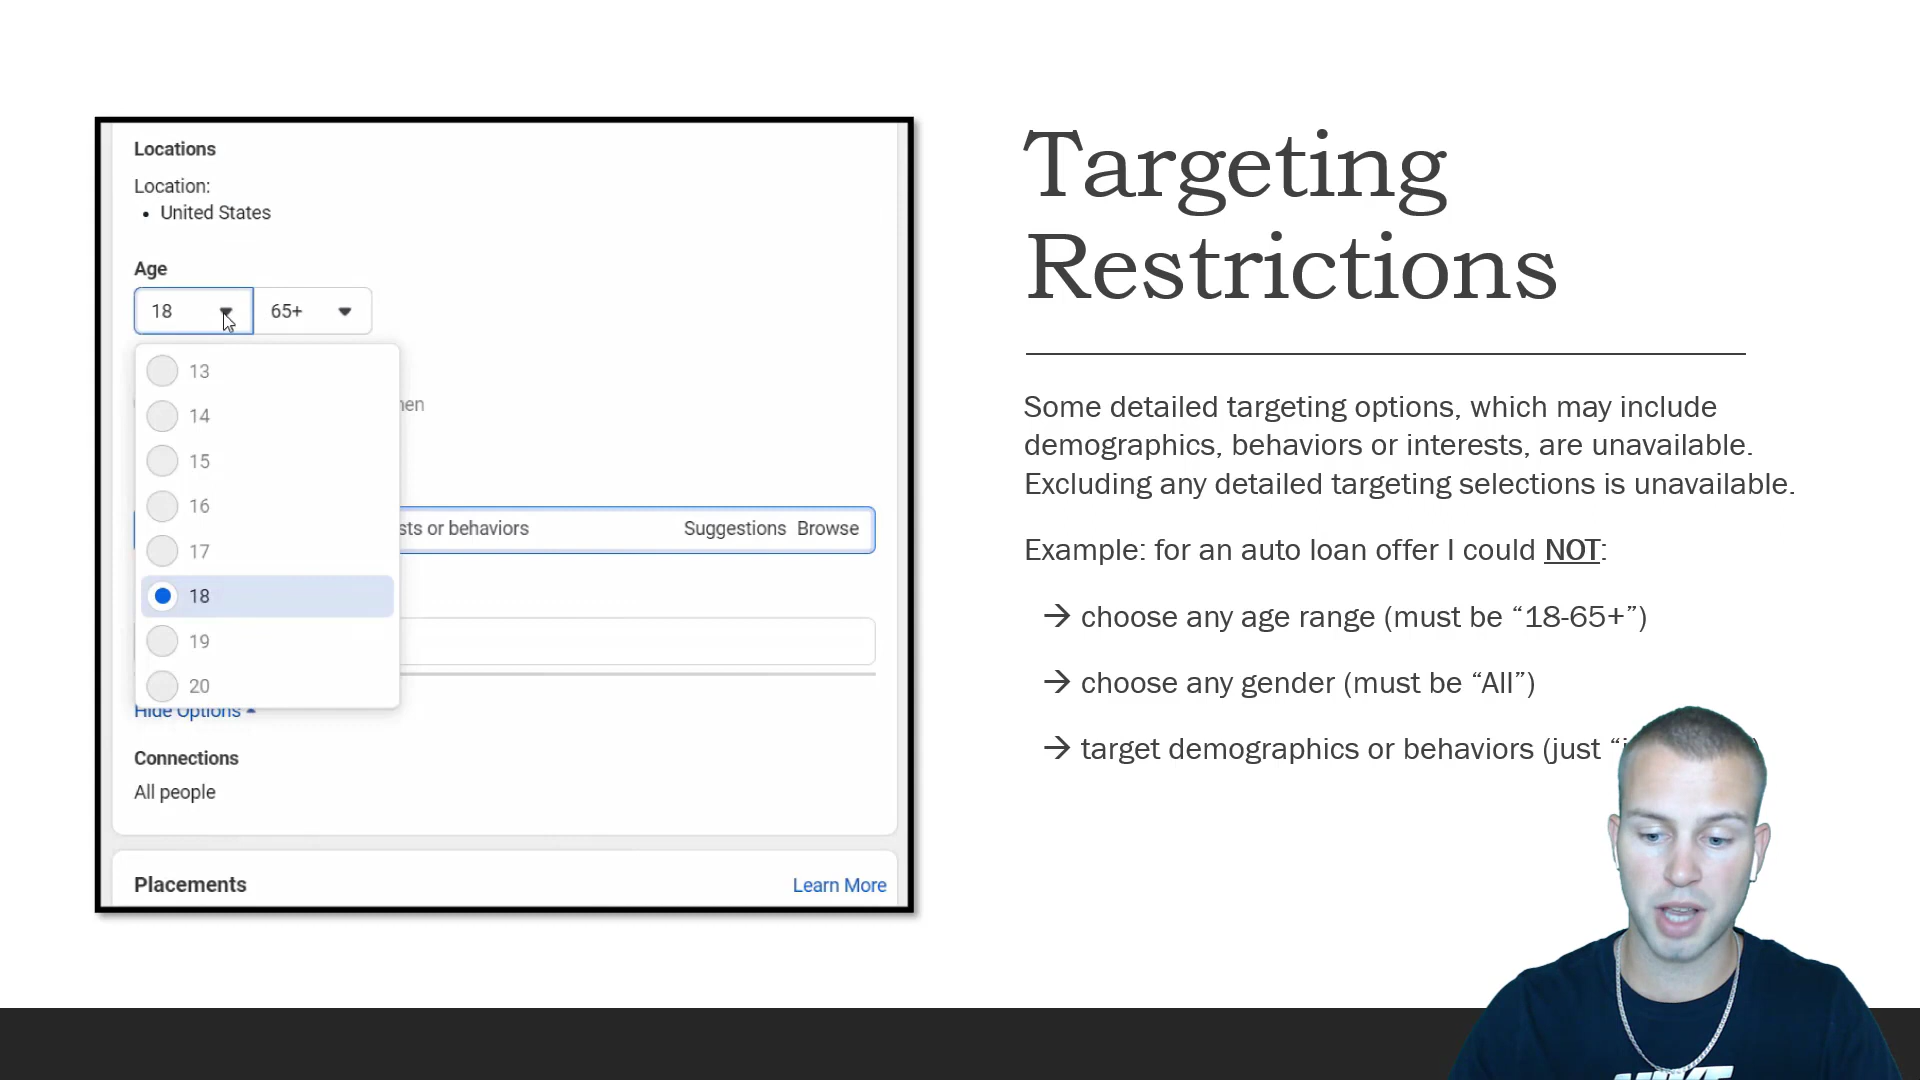 Locations
Location:
• United States
Age
18
65+
13
14
15
16
17
18
19
20
sts or behaviors
Suggestions Browse
Hide Options
Connections
All people
Placements
Learn More
Targeting
Restrictions
Some detailed targeting options, which may include
demographics, behaviors or interests, are unavailable.
Excluding any detailed targeting selections is unavailable.
Example: for an auto loan offer I could NOT:
→ choose any age range (must be “18-65+”)
→ choose any gender (must be “All”)
→ target demographics or behaviors (just “